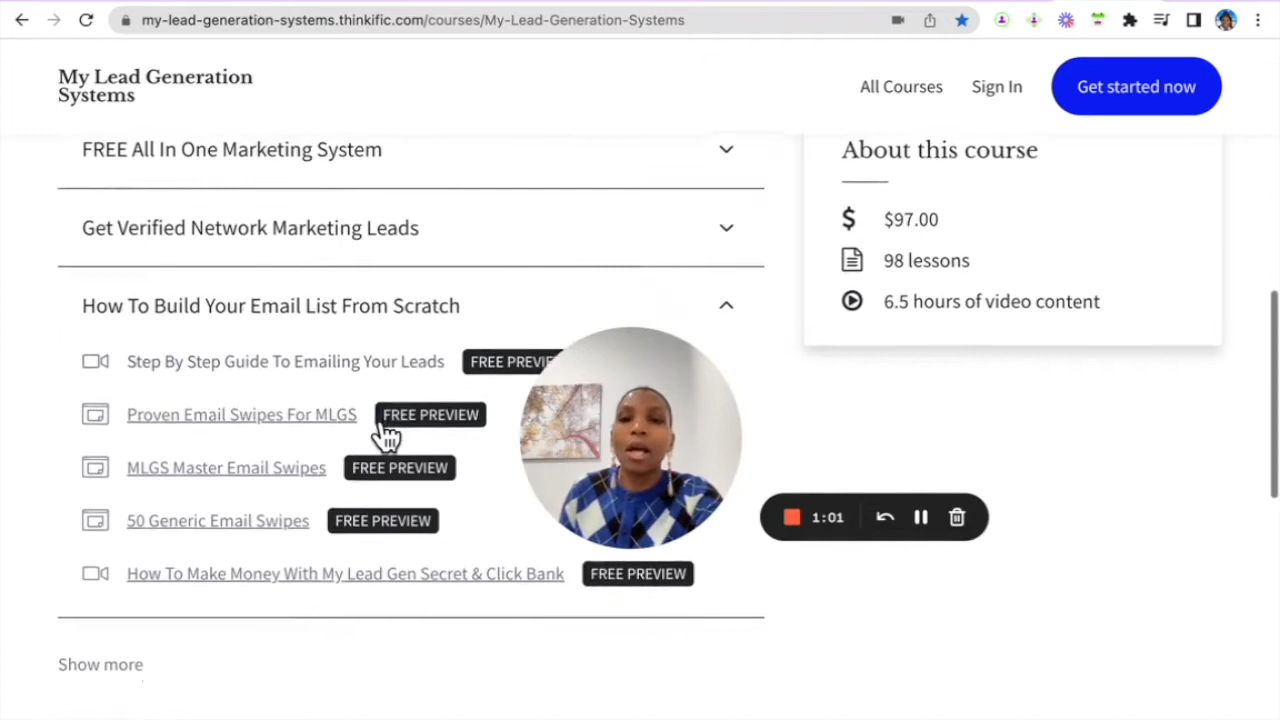 my-lead-generation-systems.thinkific.com/courses/My-Lead-Generation-Systems
My Lead Generation
Systems
All Courses
Sign In
Get started now
FREE All In One Marketing System
Get Verified Network Marketing Leads
How To Build Your Email List From Scratch
Step By Step Guide To Emailing Your Leads FREE PREVIE
Proven Email Swipes For MLGS FREE PREVIEW
MLGS Master Email Swipes FREE PREVIEW
50 Generic Email Swipes FREE PREVIEW
How To Make Money With My Lead Gen Secret & Click Bank FREE PREVIEW
Show more
About this course
$97.00
98 lessons
6.5 hours of video content
1:01